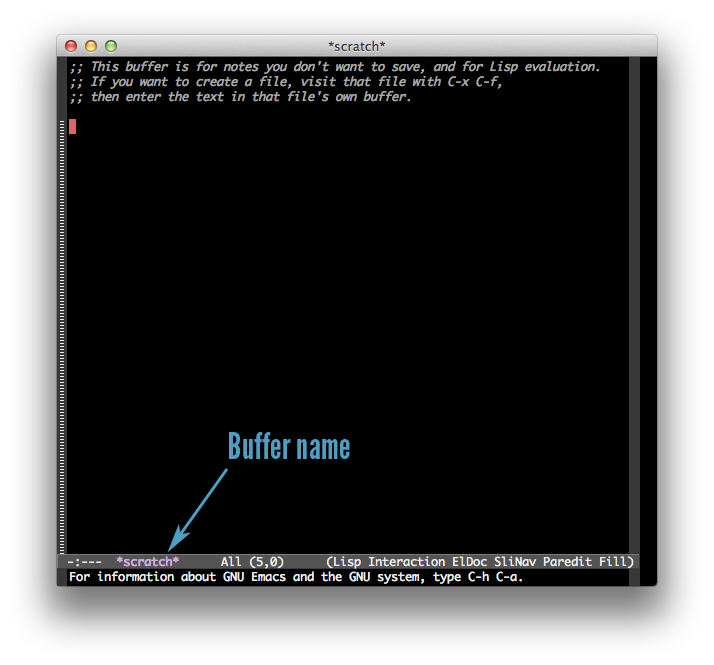 *scratch*
;; This buffer is for notes you don't want to save, and for Lisp evaluation.
;; If you want to create a file, visit that file with C-x C-f,
;; then enter the text in that file's own buffer.
Buffer name
-:--- *scratch* All (5,0) (Lisp Interaction ElDoc SliNav Paredit Fill)
For information about GNU Emacs and the GNU system, type C-h C-a.